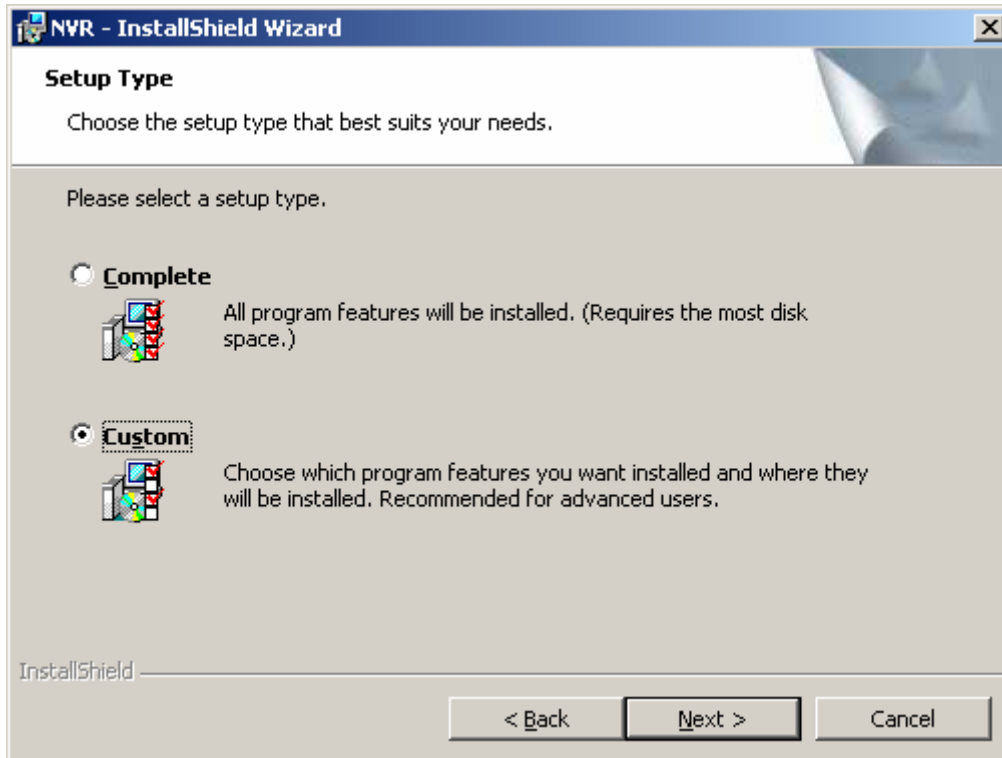 NVR - InstallShield Wizard
Setup Type
Choose the setup type that best suits your needs.
Please select a setup type.
Complete
All program features will be installed. (Requires the most disk
space.)
Custom
Choose which program features you want installed and where they
will be installed. Recommended for advanced users.
InstallShield
< Back
Next >
Cancel